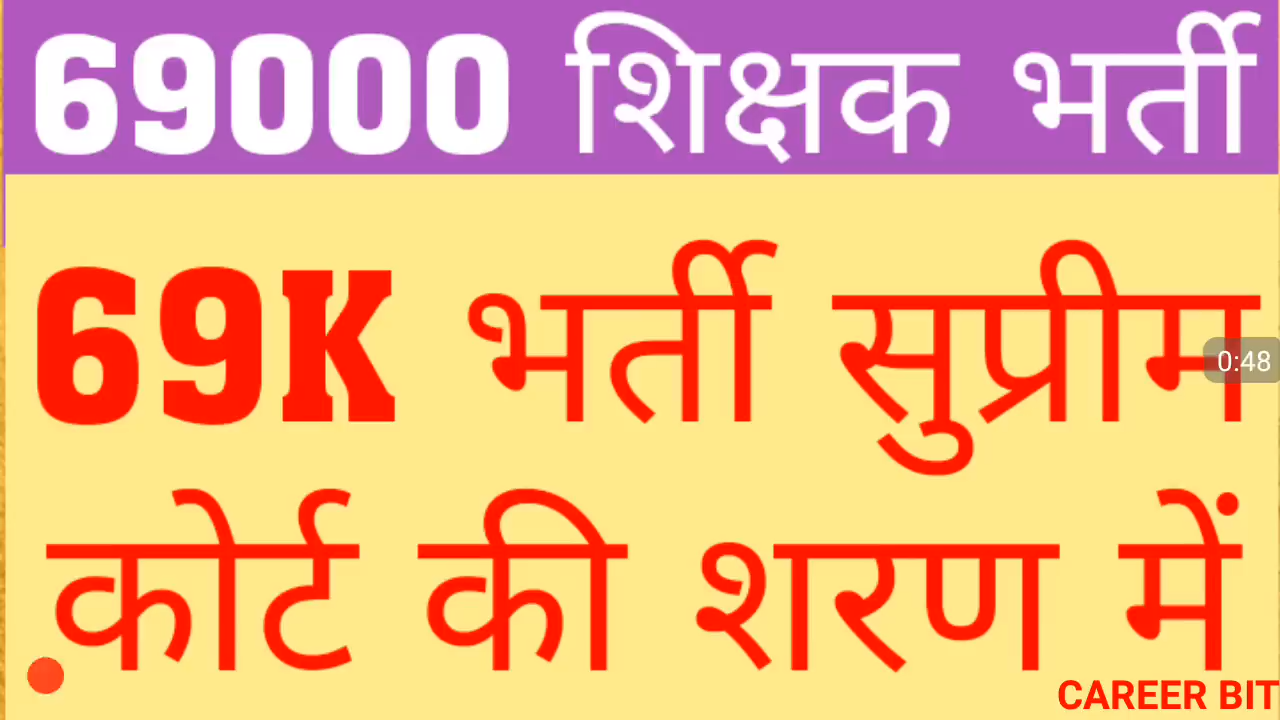 69000 शिक्षक भर्ती
69K भर्ती सुप्रीम
0:48
कोर्ट की शरण में
CAREER BIT